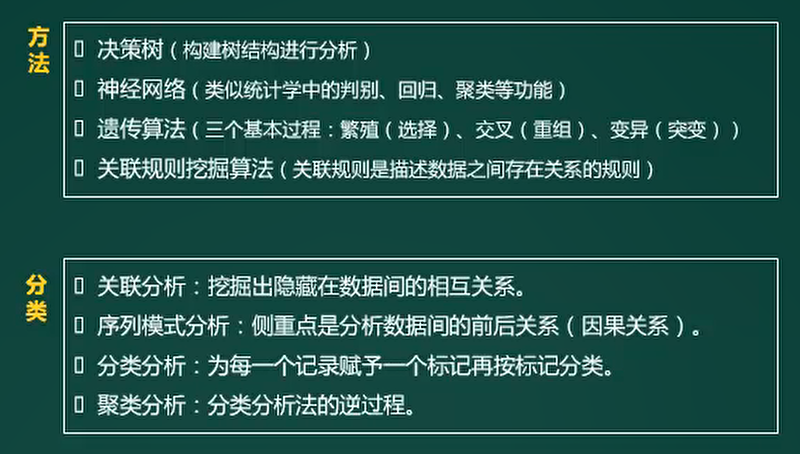 方法
决策树（构建树结构进行分析）
神经网络（类似统计学中的判别、回归、聚类等功能）
遗传算法（三个基本过程：繁殖（选择）、交叉（重组）、变异（突变））
关联规则挖掘算法（关联规则是描述数据之间存在关系的规则）
分类
关联分析：挖掘出隐藏在数据间的相互关系。
序列模式分析：侧重点是分析数据间的前后关系（因果关系）。
分类分析：为每一个记录赋予一个标记再按标记分类。
聚类分析：分类分析法的逆过程。